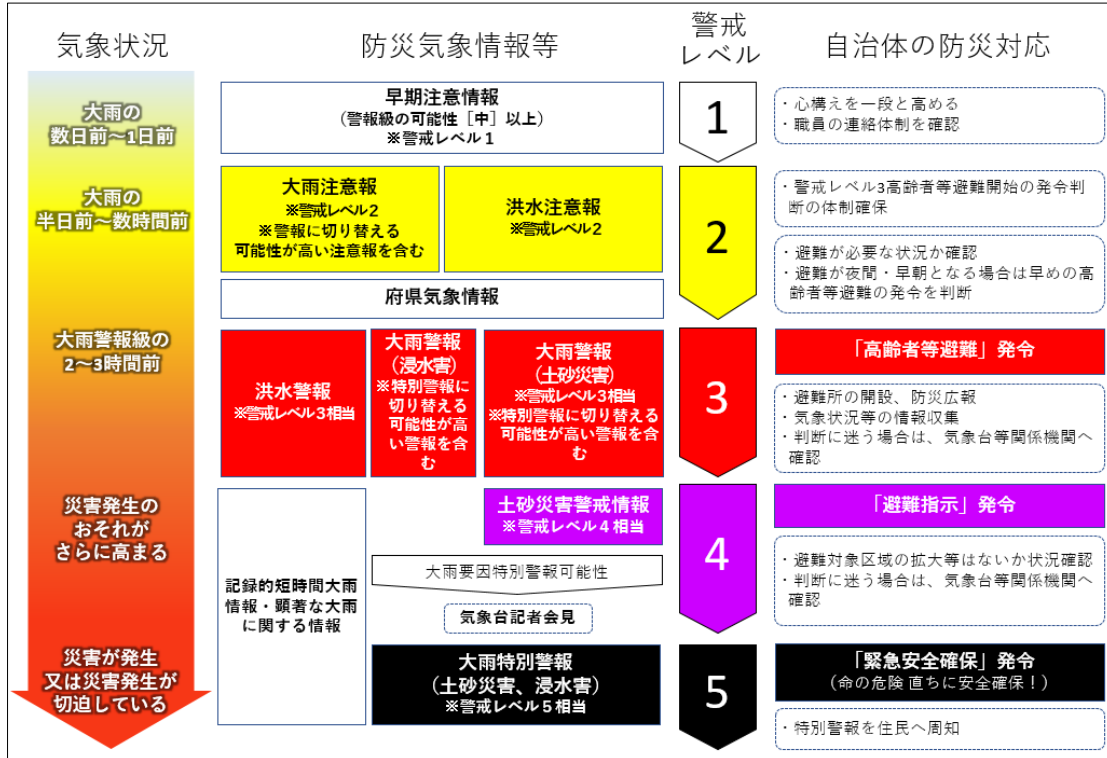 気象状況
防災気象情報等
警戒
レベル
自治体の防災対応
大雨の
数日前～1日前
早期注意情報
(警報級の可能性［中］以上)
※警戒レベル１
1
・心構えを一段と高める
・職員の連絡体制を確認
大雨の
半日前～数時間前
大雨注意報
※警戒レベル2
※警報に切り替える
可能性が高い注意報を含む
洪水注意報
※警戒レベル2
府県気象情報
2
・警戒レベル3高齢者等避難開始の発令判
断の体制確保
・避難が必要な状況か確認
・避難が夜間・早朝となる場合は早めの高
齢者等避難の発令を判断
大雨警報級の
2～3時間前
洪水警報
※警戒レベル3相当
大雨警報
(浸水害)
※特別警報に
切り替える
可能性が高
い警報を含
む
大雨警報
(土砂災害)
※警戒レベル3相当
※特別警報に切り替える
可能性が高い警報を含
む
3
「高齢者等避難」発令
・避難所の開設、防災広報
・気象状況等の情報収集
・判断に迷う場合は、気象台等関係機関へ
確認
災害発生の
おそれが
さらに高まる
記録的短時間大雨
情報・顕著な大雨
に関する情報
土砂災害警戒情報
※警戒レベル４相当
大雨要因特別警報可能性
気象台記者会見
4
「避難指示」発令
・避難対象区域の拡大等はないか状況確認
・判断に迷う場合は、気象台等関係機関へ
確認
災害が発生
又は災害発生が
切迫している
大雨特別警報
(土砂災害、浸水害)
※警戒レベル５相当
5
「緊急安全確保」発令
(命の危険 直ちに安全確保！)
・特別警報を住民へ周知